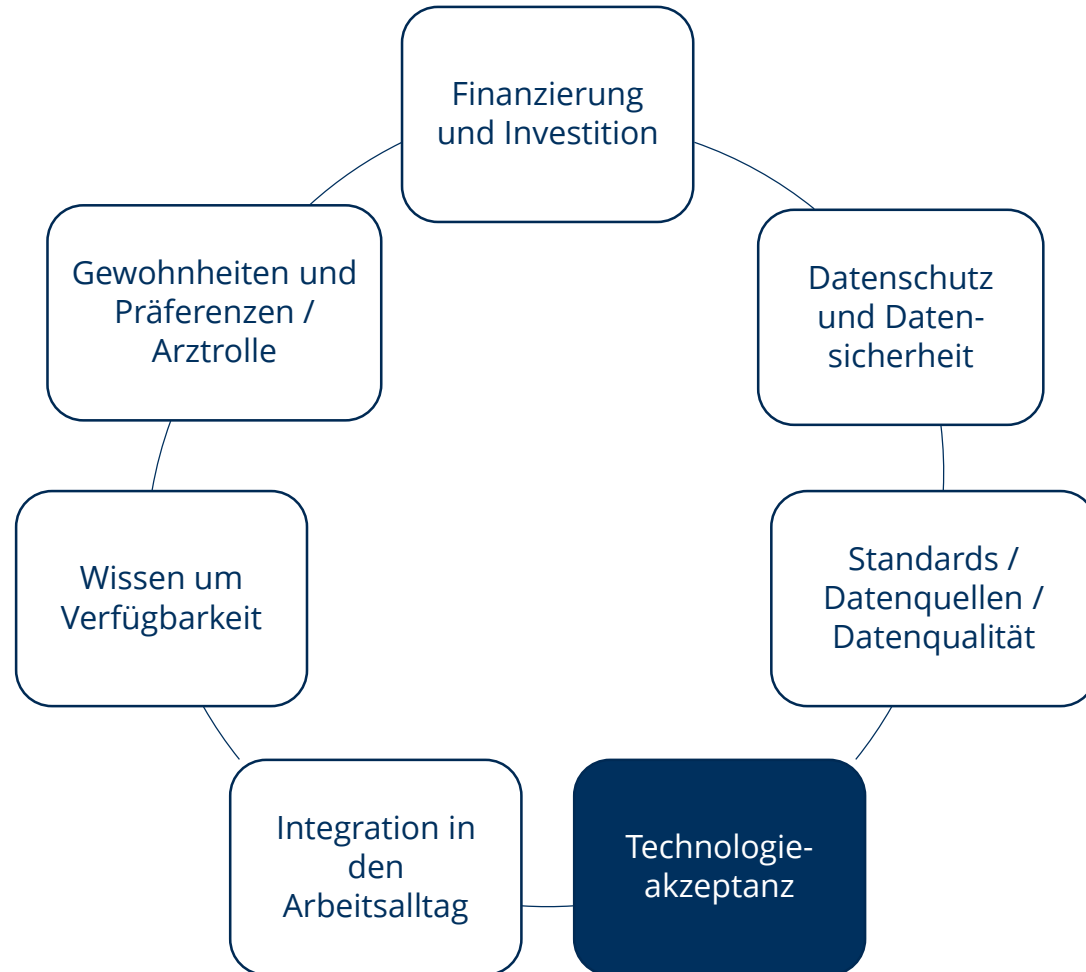 Finanzierung
und Investition
Datenschutz
und Daten-
sicherheit
Standards /
Datenquellen /
Datenqualität
Technologie-
akzeptanz
Integration in
den
Arbeitsalltag
Wissen um
Verfügbarkeit
Gewohnheiten und
Präferenzen /
Arztrolle